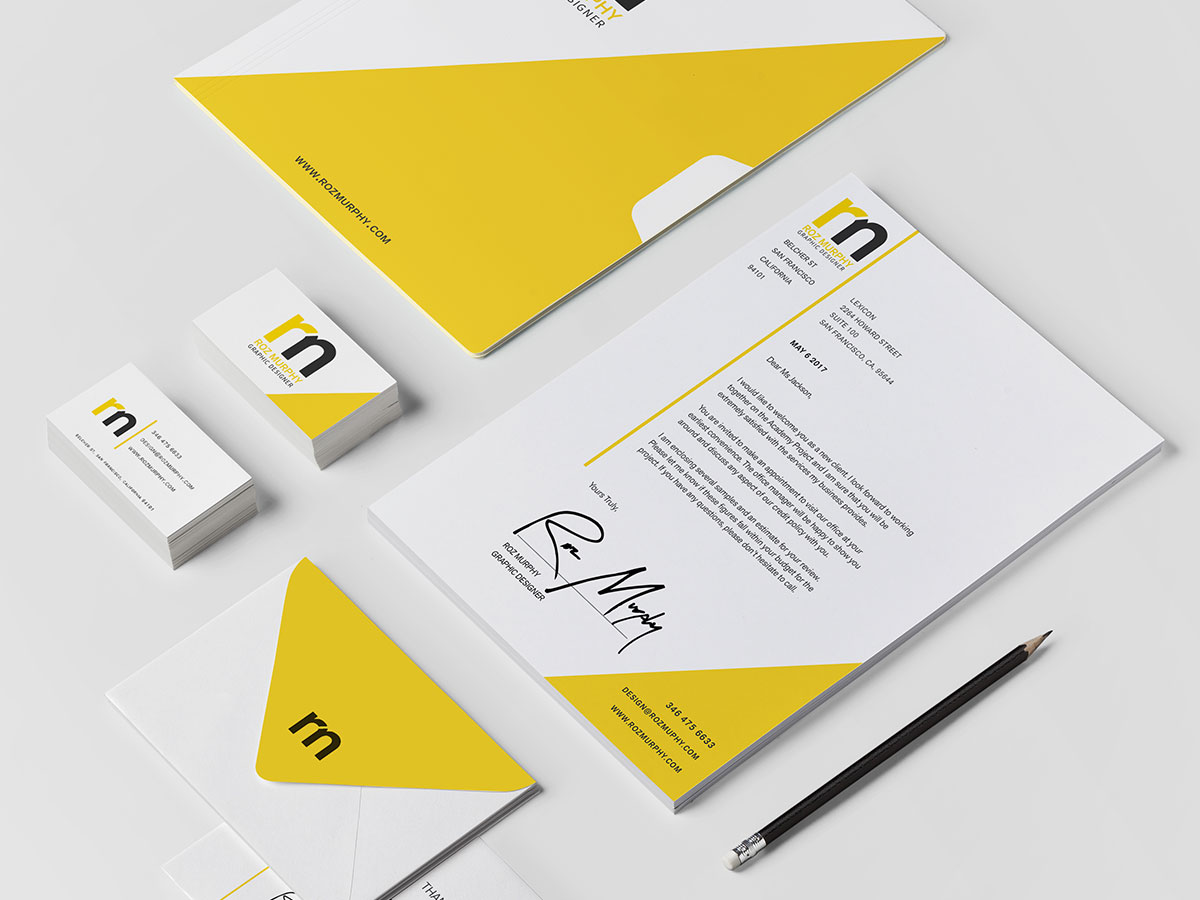 MURPHY
DESIGNER
WWW.ROZMURPHY.COM
rn
ROZ MURPHY
GRAPHIC DESIGNER
BELCHER ST
SAN FRANCISCO
CALIFORNIA
94101
LEXICON
2264 HOWARD STREET
SUITE 100
SAN FRANCISCO, CA, 95644
MAY 6 2017
Dear Ms Jackson,
I would like to welcome you as a new client. I look forward to working
together on the Academy Project and I am sure that you will be
extremely satisfied with the services my business provides.
You are invited to make an appointment to visit our office at your
earliest convenience. The office manager will be happy to show you
around and discuss any aspect of our credit policy with you.
I am enclosing several samples and an estimate for your review.
Please let me know if these figures fall within your budget for the
project. If you have any questions, please don't hesitate to call.
Yours Truly,
Roz Murphy
ROZ MURPHY
GRAPHIC DESIGNER
346 475 6633
DESIGN@ROZMUPHY.COM
WWW.ROZMUPHY.COM
rn
ROZ MURPHY
GRAPHIC DESIGNER
rn
346 475 6633
DESIGN@ROZMURPHY.COM
WWW.ROZMURPHY.COM
BELCHER ST, SAN FRANCISCO, CALIFORNIA 94101
rn